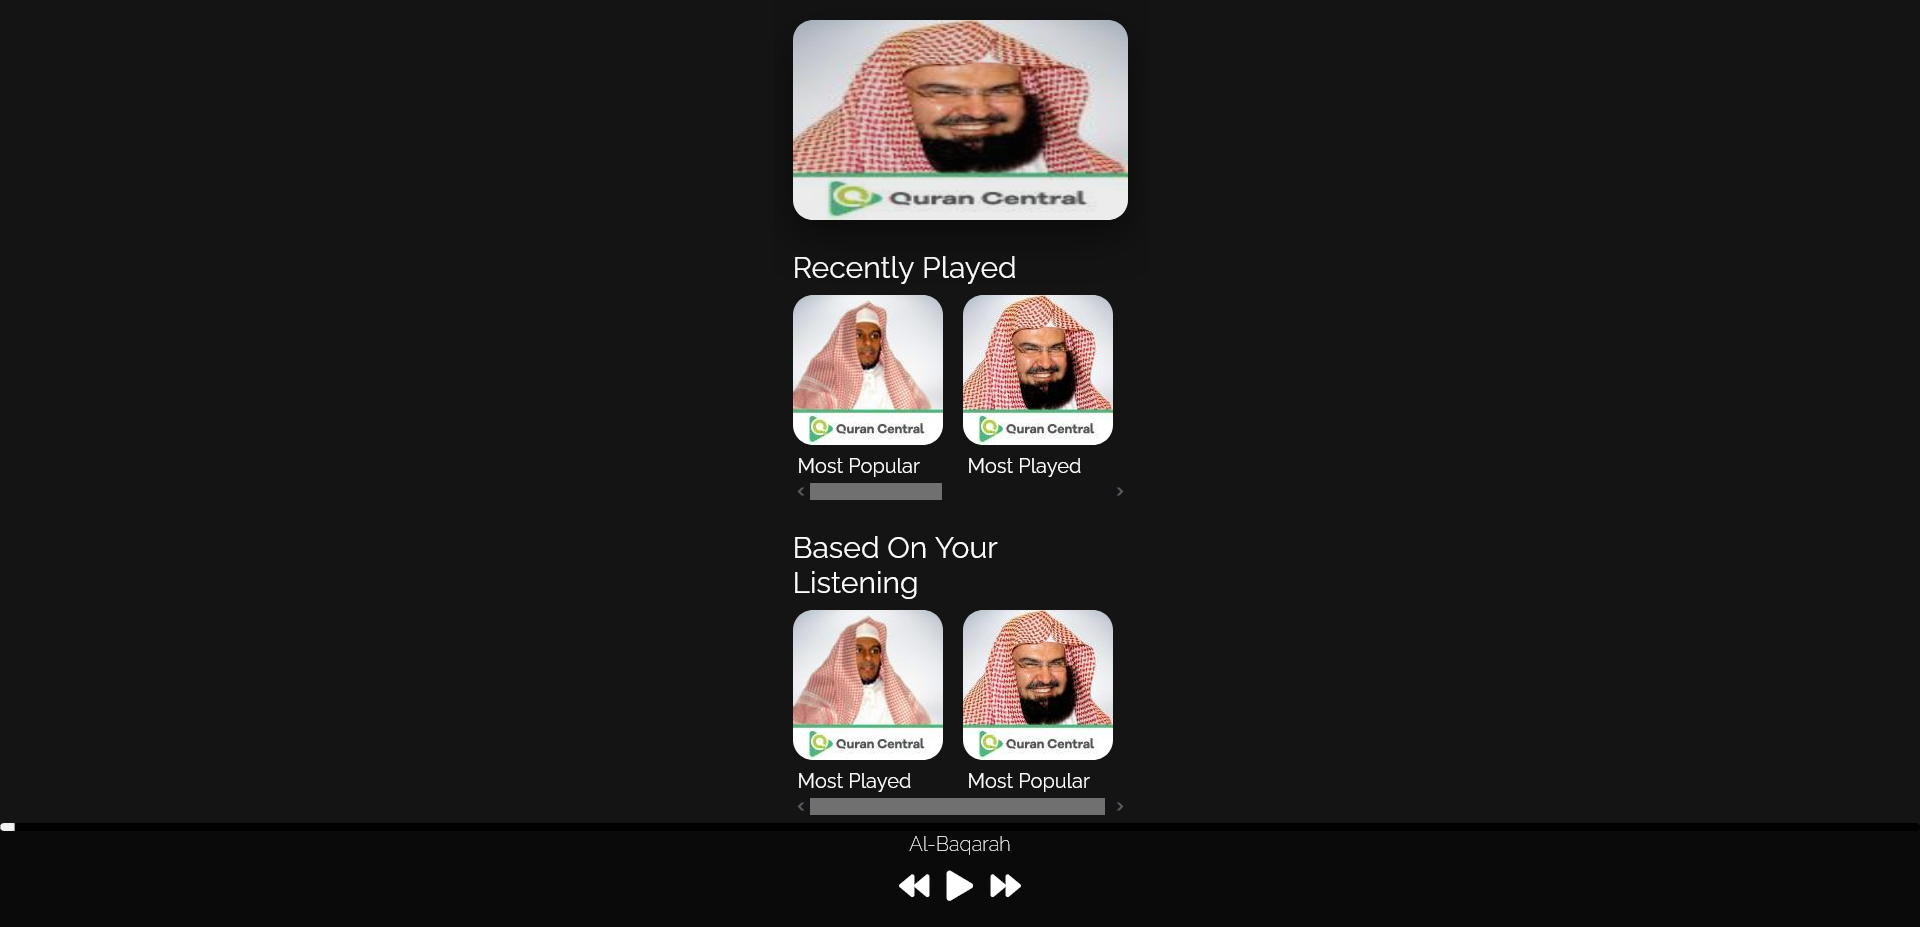 Quran Central
Recently Played
Quran Central
Quran Central
Most Popular
Most Played
Based On Your
Listening
Quran Central
Quran Central
Most Played
Most Popular
Al-Baqarah